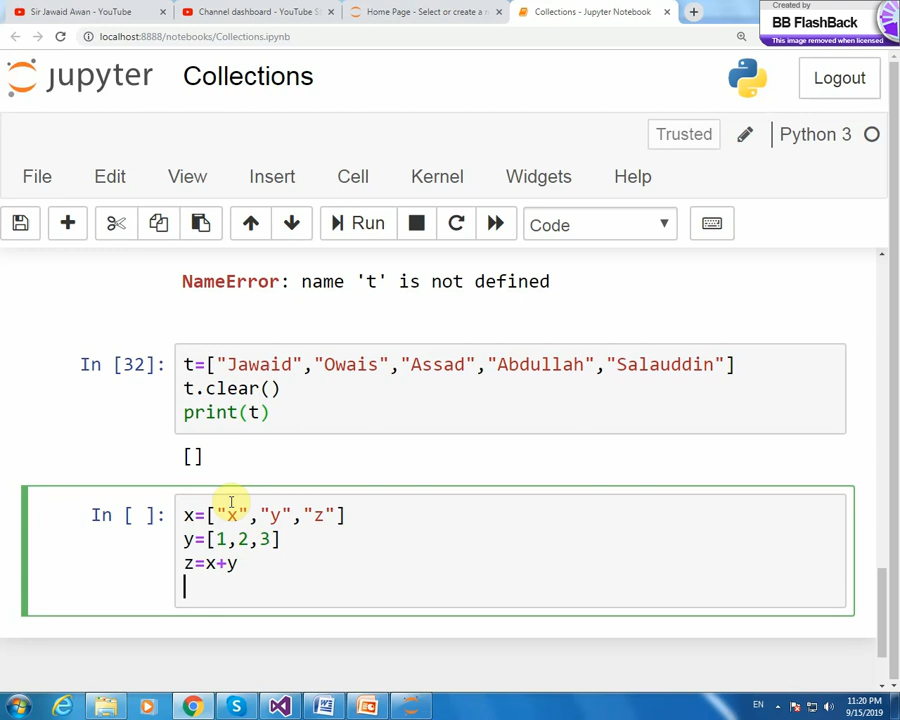 Sir Jawaid Awan - YouTube
Channel dashboard - YouTube S
Home Page - Select or create a n
Collections - Jupyter Notebook
Created by
BB FlashBack
This image removed when licensed
localhost:8888/notebooks/Collections.ipynb
jupyter Collections
Logout
Trusted
Python 3
File Edit View Insert Cell Kernel Widgets Help
Run
Code
NameError: name 't' is not defined
In [32]: t=["Jawaid","Owais","Assad","Abdullah","Salauddin"]
t.clear()
print(t)
[]
In [ ]: x=["x","y","z"]
y=[1,2,3]
z=x+y
EN
11:20 PM
9/15/2019